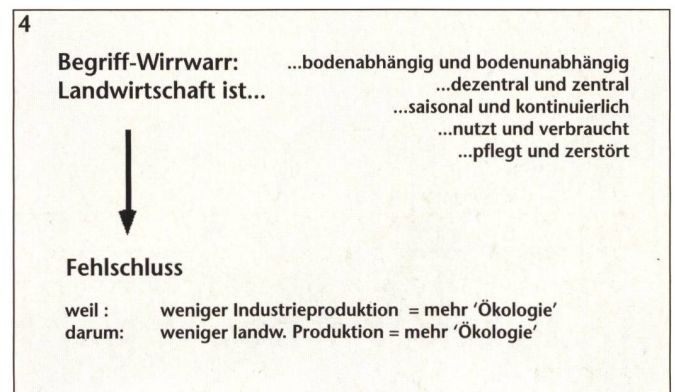 4
Begriff-Wirrwarr: ...bodenabhängig und bodenunabhängig
Landwirtschaft ist... ...dezentral und zentral
...saisonal und kontinuierlich
...nutzt und verbraucht
...pflegt und zerstört
Fehlschluss
weil : weniger Industrieproduktion = mehr ‘Ökologie’
darum: weniger landw. Produktion = mehr ‘Ökologie’